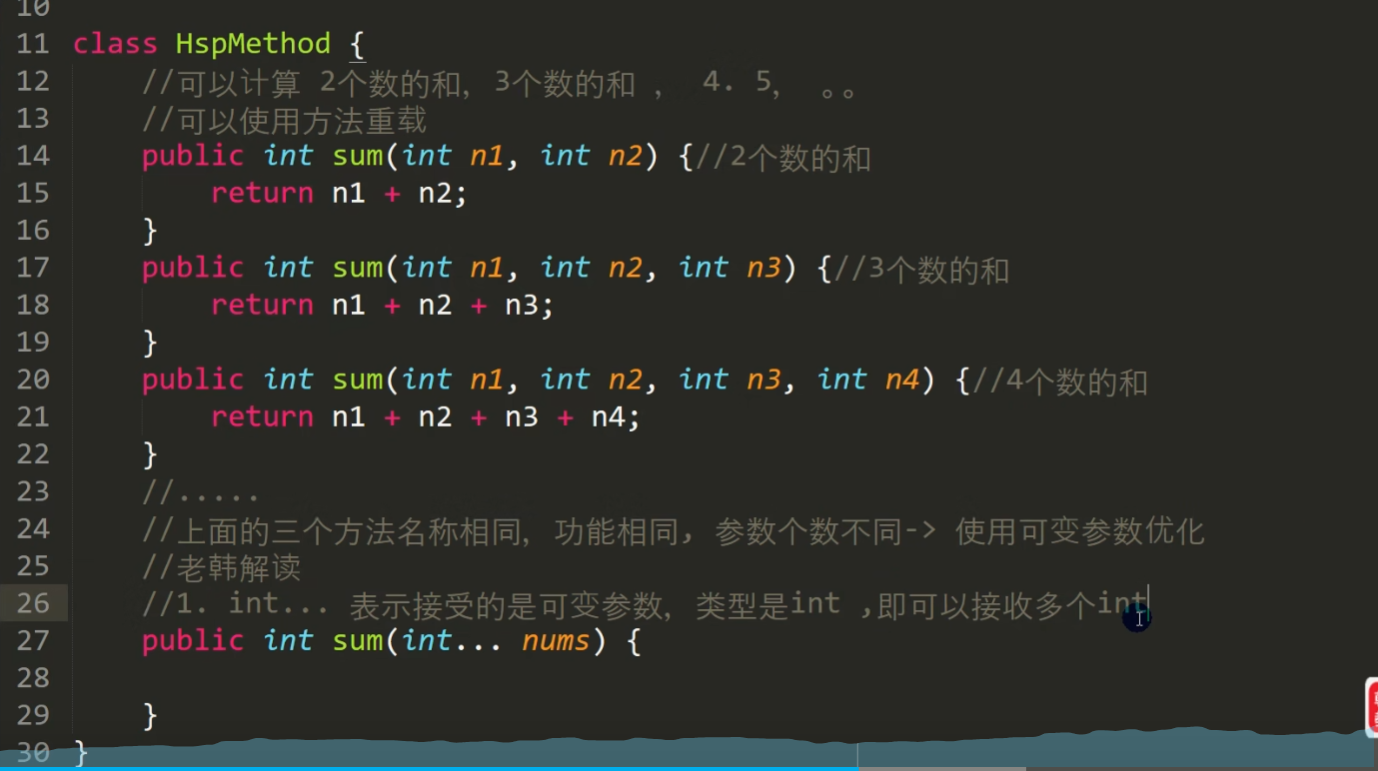 10
11 class HspMethod {
12     //可以计算 2个数的和，3个数的和 ， 4. 5， 。。
13     //可以使用方法重载
14     public int sum(int n1, int n2) {//2个数的和
15         return n1 + n2;
16     }
17     public int sum(int n1, int n2, int n3) {//3个数的和
18         return n1 + n2 + n3;
19     }
20     public int sum(int n1, int n2, int n3, int n4) {//4个数的和
21         return n1 + n2 + n3 + n4;
22     }
23     //.....
24     //上面的三个方法名称相同，功能相同, 参数个数不同-> 使用可变参数优化
25     //老韩解读
26     //1. int... 表示接受的是可变参数，类型是int ,即可以接收多个int
27     public int sum(int... nums) {
28
29     }
30 }